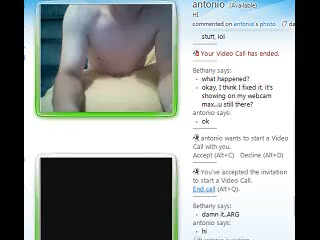 antonio (Available)
HI
commented on antonio's photo (7 da
stuff, lol
Your Video Call has ended.
Bethany says:
what happened?
okay, I think I fixed it, it's
showing on my webcam
max...u still there?
antonio says:
ok
antonio wants to start a Video
Call with you.
Accept (Alt+C) Decline (Alt+D)
You've accepted the invitation
to start a Video Call.
End call (Alt+Q).
Bethany says:
damn it..ARG
antonio says:
hi